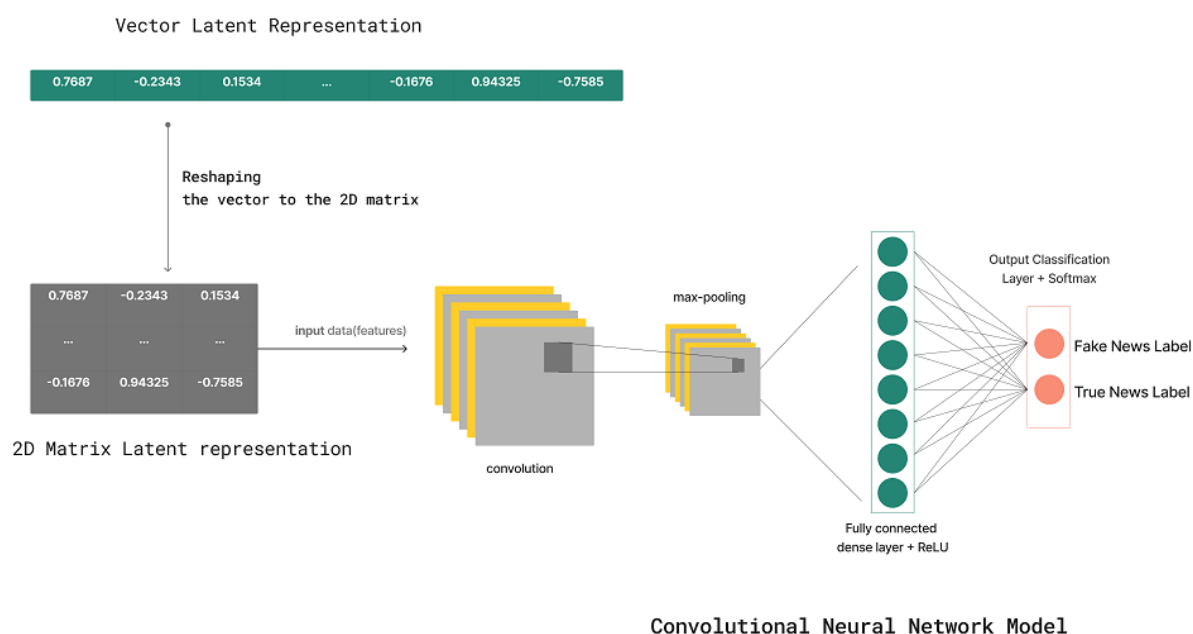 Vector Latent Representation
0.7687 -0.2343 0.1534 ... -0.1676 0.94325 -0.7585
Reshaping
the vector to the 2D matrix
0.7687 -0.2343 0.1534
... ... ...
-0.1676 0.94325 -0.7585
2D Matrix Latent representation
input data(features)
convolution
max-pooling
Fully connected
dense layer + ReLU
Output Classification
Layer + Softmax
Fake News Label
True News Label
Convolutional Neural Network Model